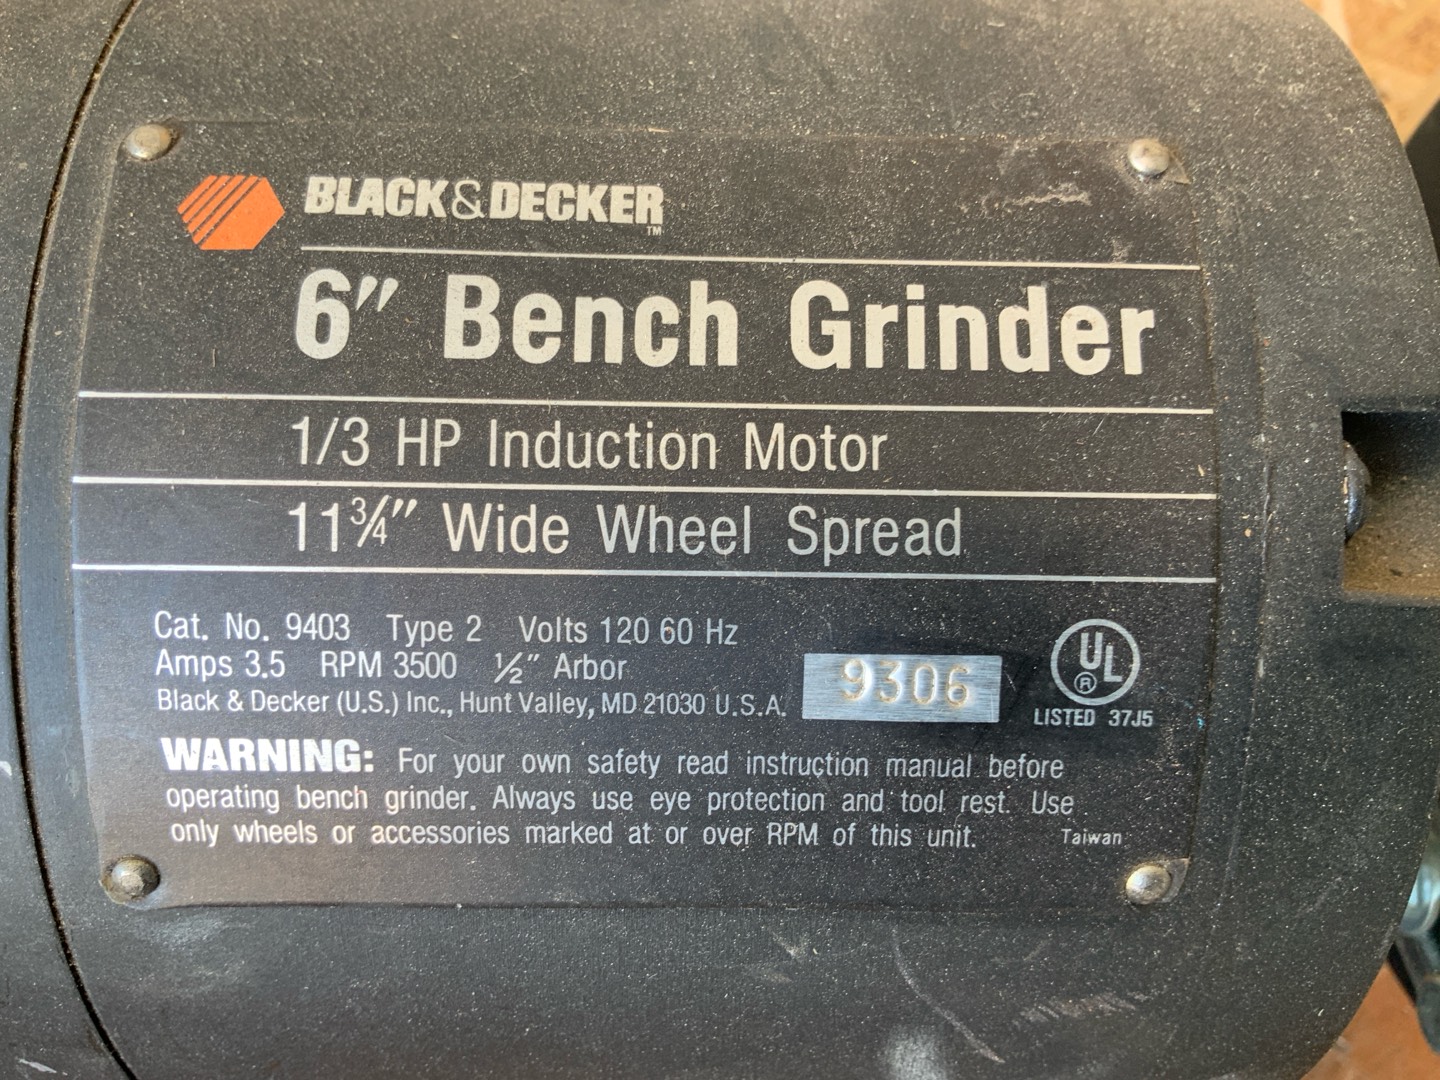 BLACK&DECKER™
6" Bench Grinder
1/3 HP Induction Motor
11¾" Wide Wheel Spread
Cat. No. 9403 Type 2 Volts 120 60 Hz
Amps 3.5 RPM 3500 ½" Arbor
Black & Decker (U.S.) Inc., Hunt Valley, MD 21030 U.S.A.
9306
UL®
LISTED 37J5
WARNING: For your own safety read instruction manual before
operating bench grinder. Always use eye protection and tool rest. Use
only wheels or accessories marked at or over RPM of this unit.
Taiwan